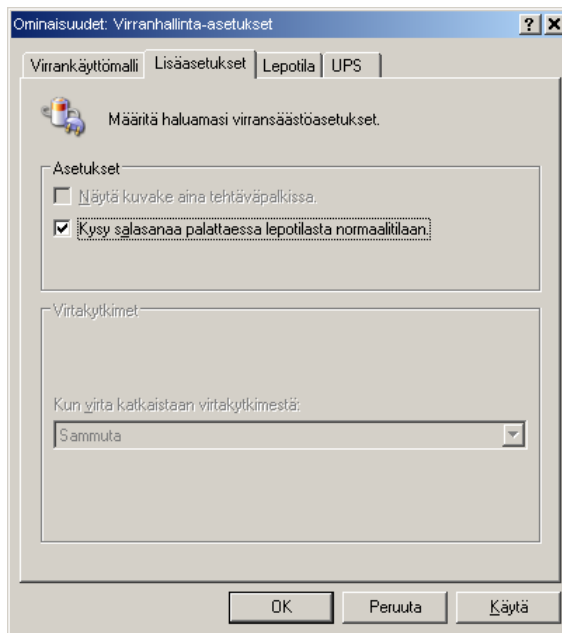 Ominaisuudet: Virranhallinta-asetukset
Virrankäyttömalli Lisäasetukset Lepotila UPS
Määritä haluamasi virransäästöasetukset.
Asetukset
Näytä kuvake aina tehtäväpalkissa.
Kysy salasanaa palattaessa lepotilasta normaalitilaan.
Virtakytkimet
Kun virta katkaistaan virtakytkimestä:
Sammuta
OK Peruuta Käytä